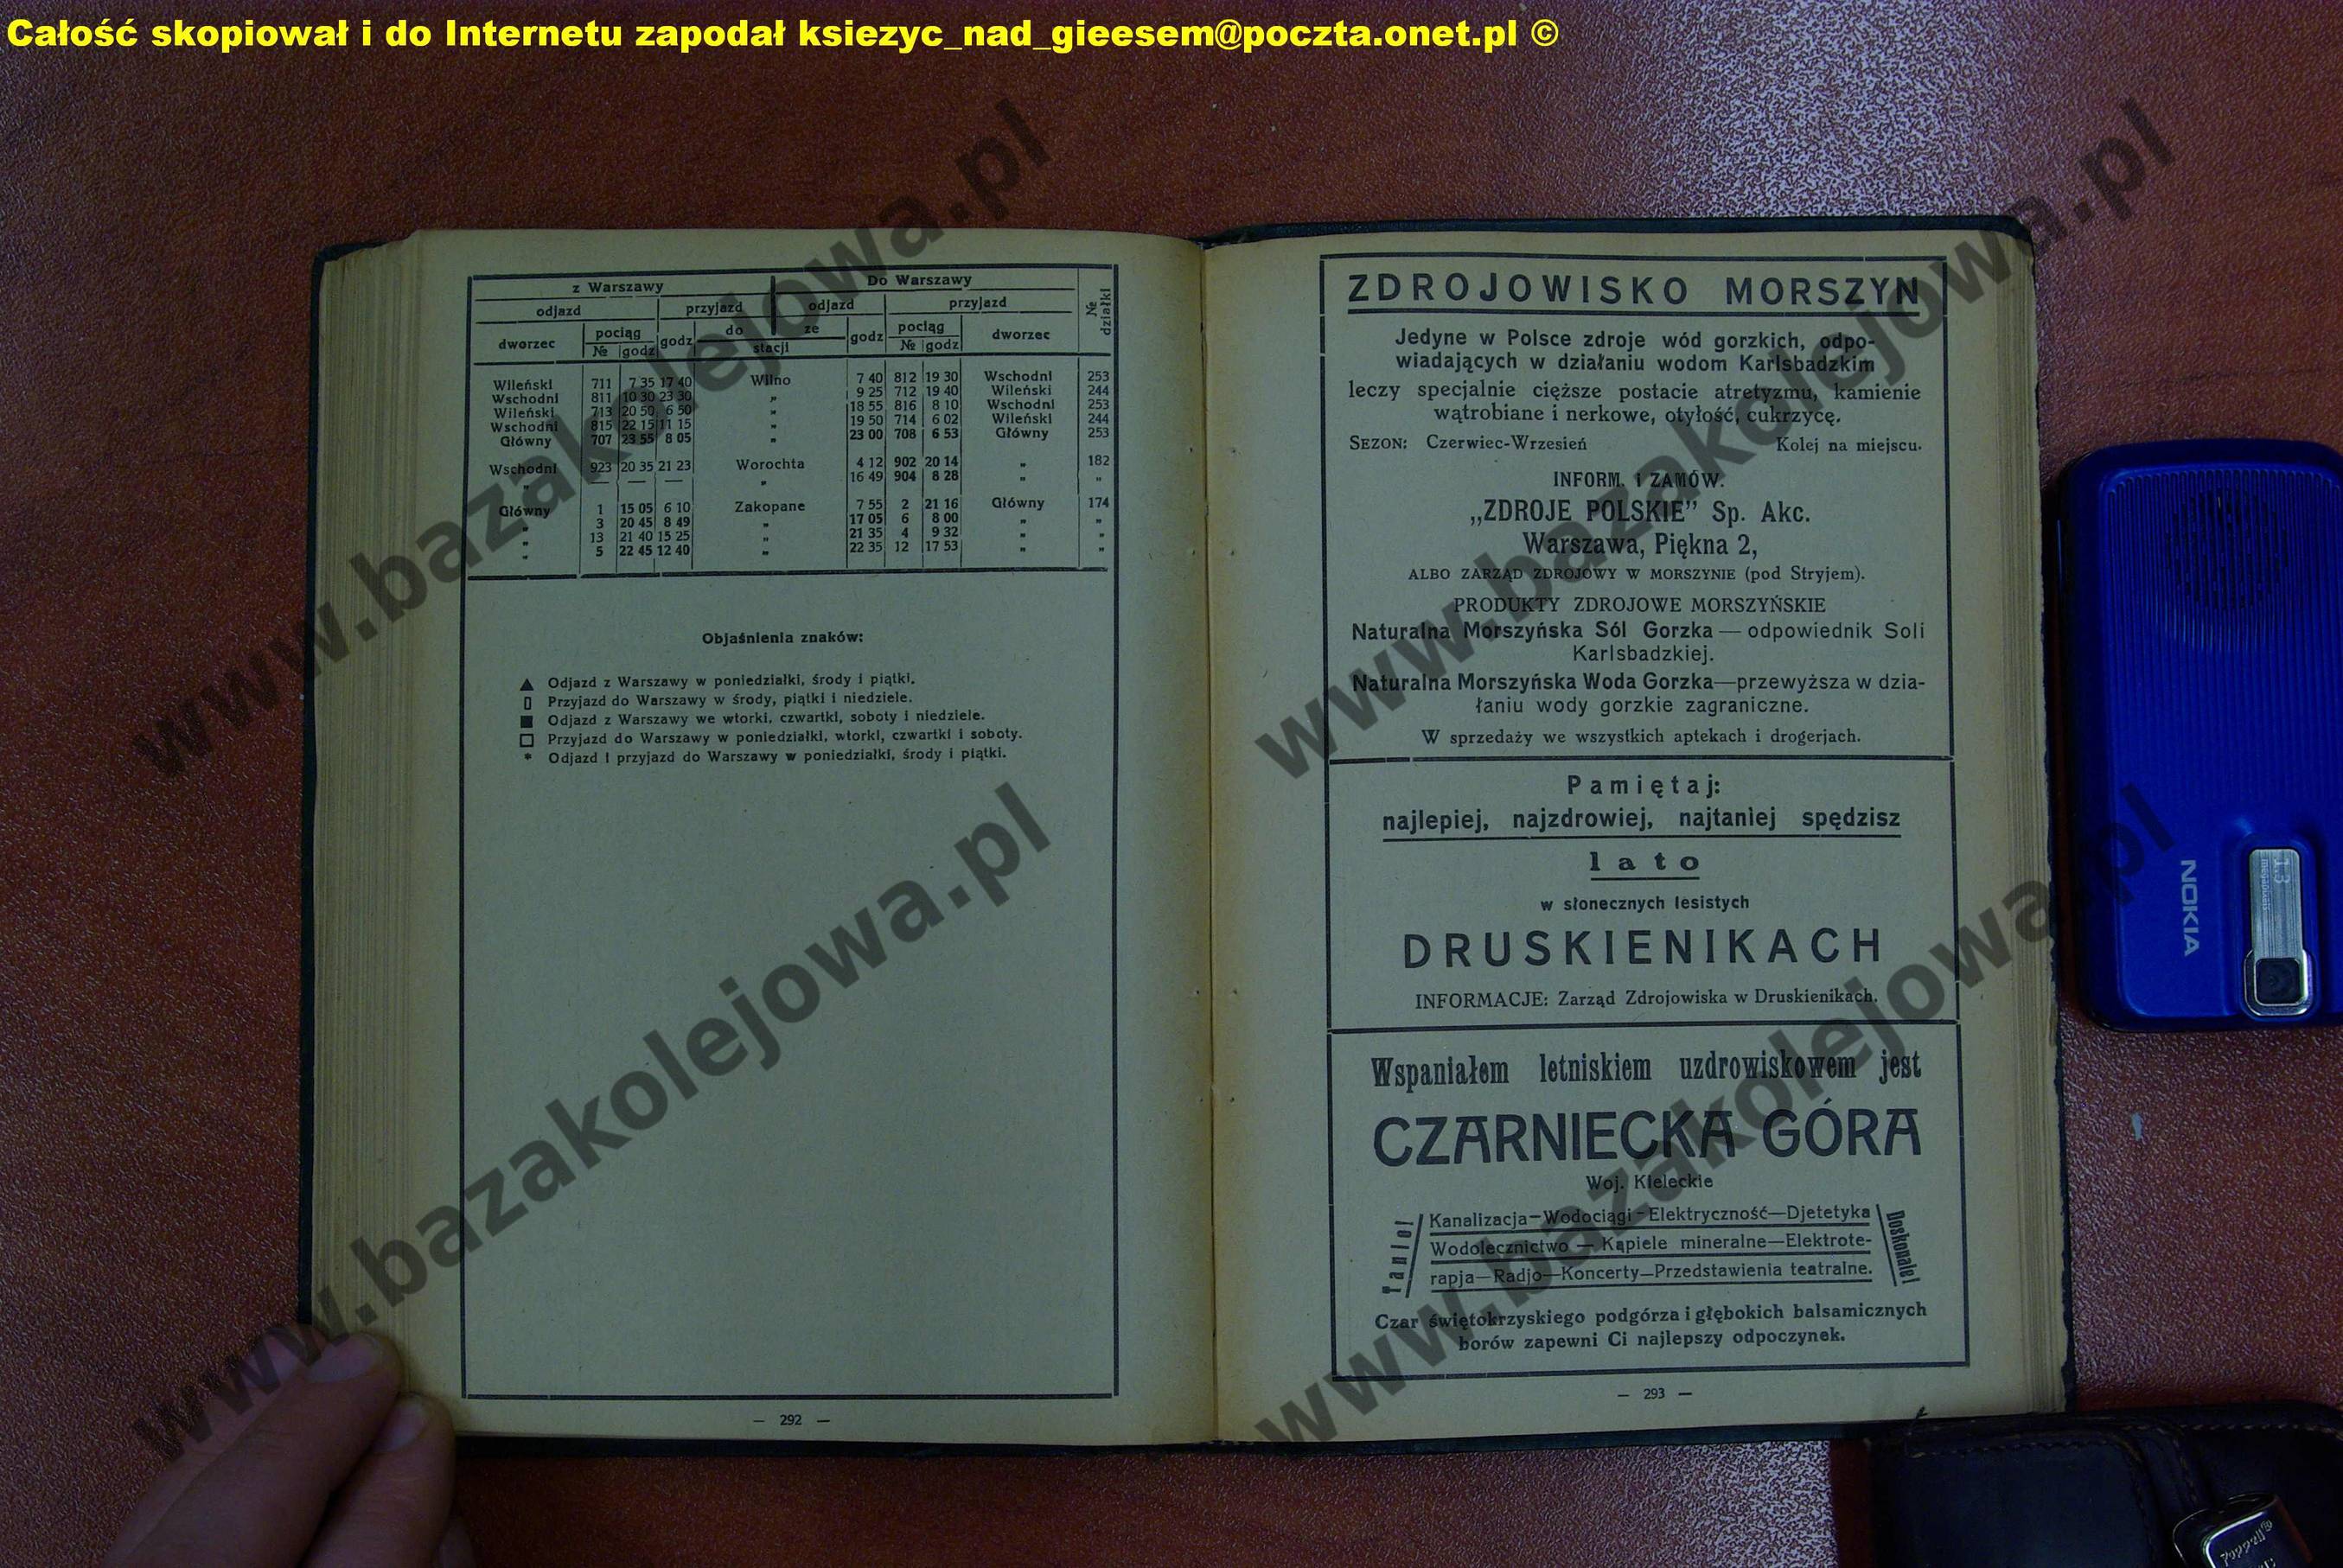 Całość skopiował i do Internetu zapodał ksiezyc_nad_gieesem@poczta.onet.pl ©
z Warszawy Do Warszawy № działki
odjazd przyjazd odjazd przyjazd
dworzec pociąg godz do ze godz pociąg dworzec
№ godz stacji № godz
Wileński 711 7 35 17 40 Wilno 7 40 812 19 30 Wschodni 253
Wschodni 811 10 30 23 30 „ 9 25 712 19 40 Wileński 244
Wileński 713 20 50 6 50 „ 18 55 816 8 10 Wschodni 253
Wschodni 815 22 15 11 15 „ 19 50 714 6 02 Wileński 244
Główny 707 23 55 8 05 „ 23 00 708 6 53 Główny 253
Wschodni 923 20 35 21 23 Worochta 4 12 902 20 14 „ 182
„ — — — „ 16 49 904 8 28 „ „
Główny 1 15 05 6 10 Zakopane 7 55 2 21 16 Główny 174
„ 3 20 45 8 49 „ 17 05 6 8 00 „ „
„ 13 21 40 15 25 „ 21 35 4 9 32 „ „
„ 5 22 45 12 40 „ 22 35 12 17 53 „ „
Objaśnienia znaków:
▲ Odjazd z Warszawy w poniedziałki, środy i piątki.
▯ Przyjazd do Warszawy w środy, piątki i niedziele.
■ Odjazd z Warszawy we wtorki, czwartki, soboty i niedziele.
□ Przyjazd do Warszawy w poniedziałki, wtorki, czwartki i soboty.
* Odjazd i przyjazd do Warszawy w poniedziałki, środy i piątki.
— 292 —
ZDROJOWISKO MORSZYN
Jedyne w Polsce zdroje wód gorzkich, odpo-
wiadających w działaniu wodom Karlsbadzkim
leczy specjalnie cięższe postacie atretyzmu, kamienie
wątrobiane i nerkowe, otyłość, cukrzycę.
SEZON: Czerwiec-Wrzesień Kolej na miejscu.
INFORM. i ZAMÓW.
„ZDROJE POLSKIE” Sp. Akc.
Warszawa, Piękna 2,
ALBO ZARZĄD ZDROJOWY W MORSZYNIE (pod Stryjem).
PRODUKTY ZDROJOWE MORSZYŃSKIE
Naturalna Morszyńska Sól Gorzka — odpowiednik Soli
Karlsbadzkiej.
Naturalna Morszyńska Woda Gorzka—przewyższa w dzia-
łaniu wody gorzkie zagraniczne.
W sprzedaży we wszystkich aptekach i drogerjach.
Pamiętaj:
najlepiej, najzdrowiej, najtaniej spędzisz
lato
w słonecznych lesistych
DRUSKIENIKACH
INFORMACJE: Zarząd Zdrojowiska w Druskienikach.
Wspaniałem letniskiem uzdrowiskowem jest
CZARNIECKA GÓRA
Woj. Kieleckie
Tanio!
Kanalizacja—Wodociągi-Elektryczność—Djetetyka
Wodolecznictwo — Kąpiele mineralne—Elektrote-
rapja—Radjo—Koncerty—Przedstawienia teatralne.
Doskonale!
Czar świętokrzyskiego podgórza i głębokich balsamicznych
borów zapewni Ci najlepszy odpoczynek.
— 293 —
NOKIA
1.3
megapixels
www.bazakolejowa.pl
www.bazakolejowa.pl
www.bazakolejowa.pl
www.bazakolejowa.pl